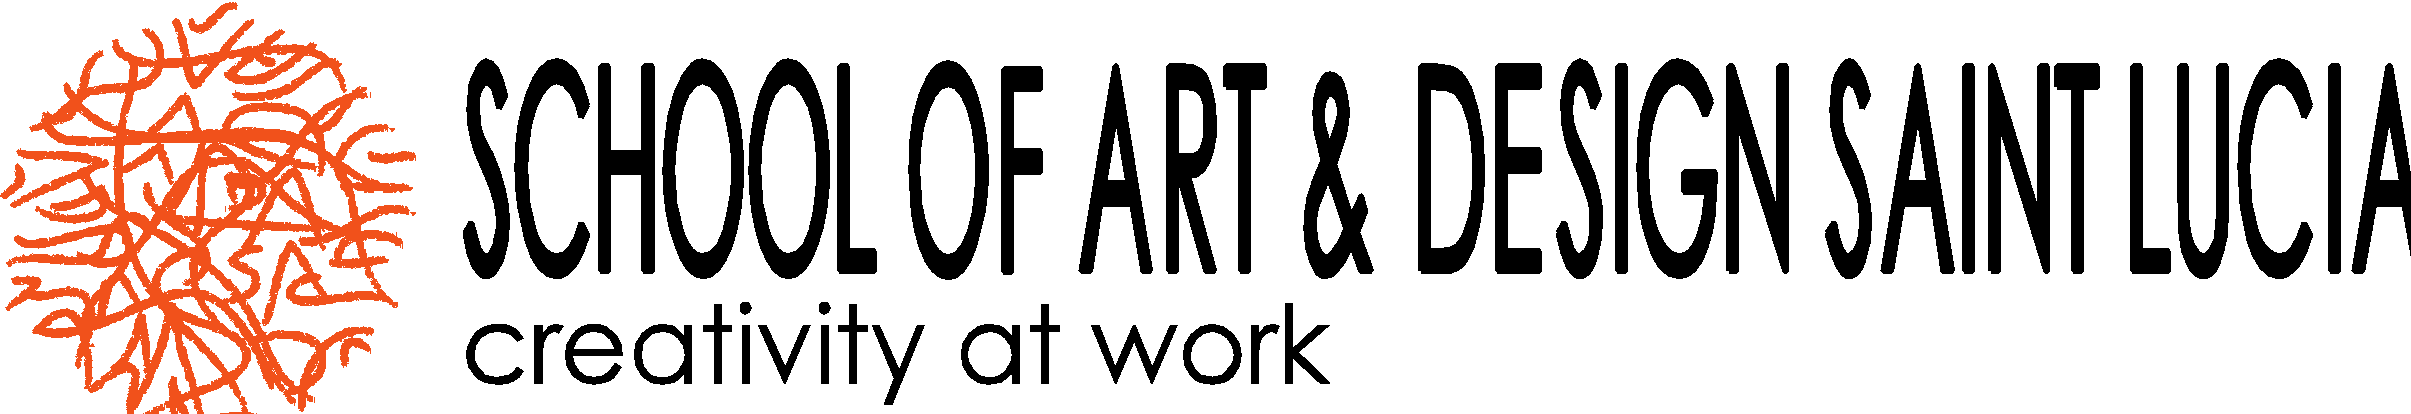 SCHOOL OF ART & DESIGN SAINT LUCIA
creativity at work